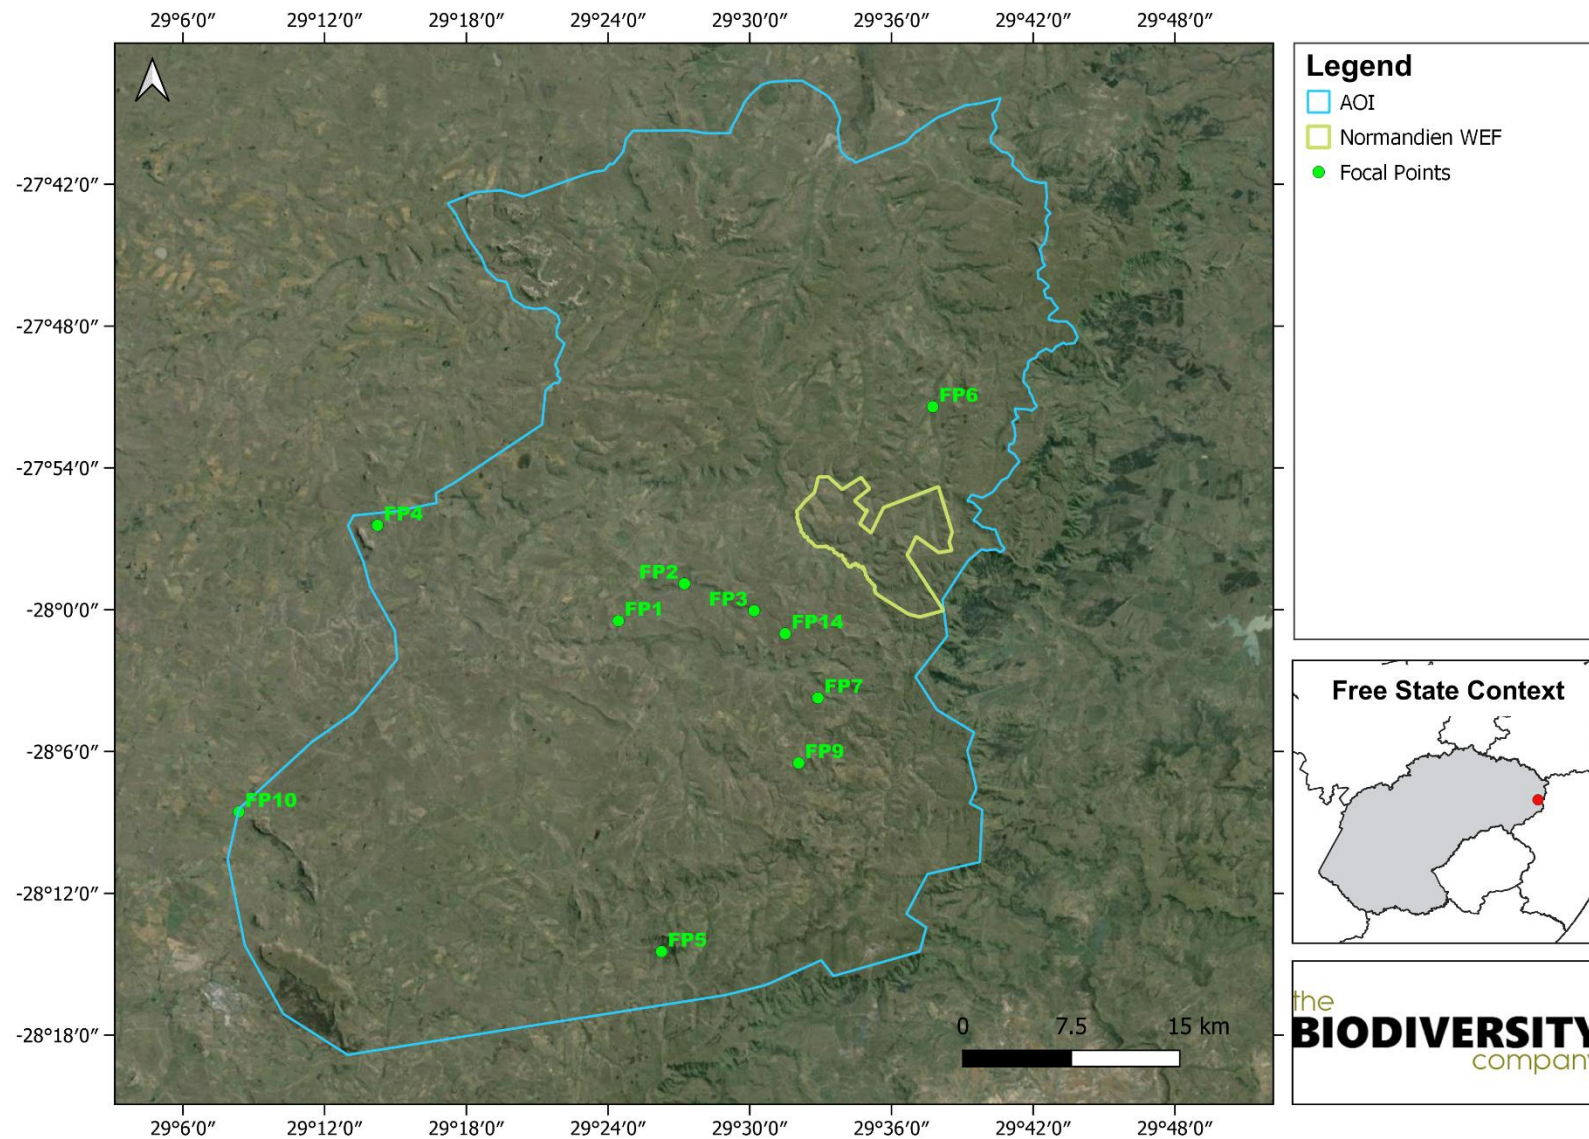 29°6′0″ 29°12′0″ 29°18′0″ 29°24′0″ 29°30′0″ 29°36′0″ 29°42′0″ 29°48′0″
Legend
AOI
Normandien WEF
Focal Points
-27°42′0″
-27°48′0″
FP6
-27°54′0″
FP4
FP2
FP3
-28°0′0″
FP1
FP14
FP7
-28°6′0″
FP9
FP10
-28°12′0″
FP5
-28°18′0″
0 7.5 15 km
29°6′0″ 29°12′0″ 29°18′0″ 29°24′0″ 29°30′0″ 29°36′0″ 29°42′0″ 29°48′0″
Free State Context
the
BIODIVERSITY
company